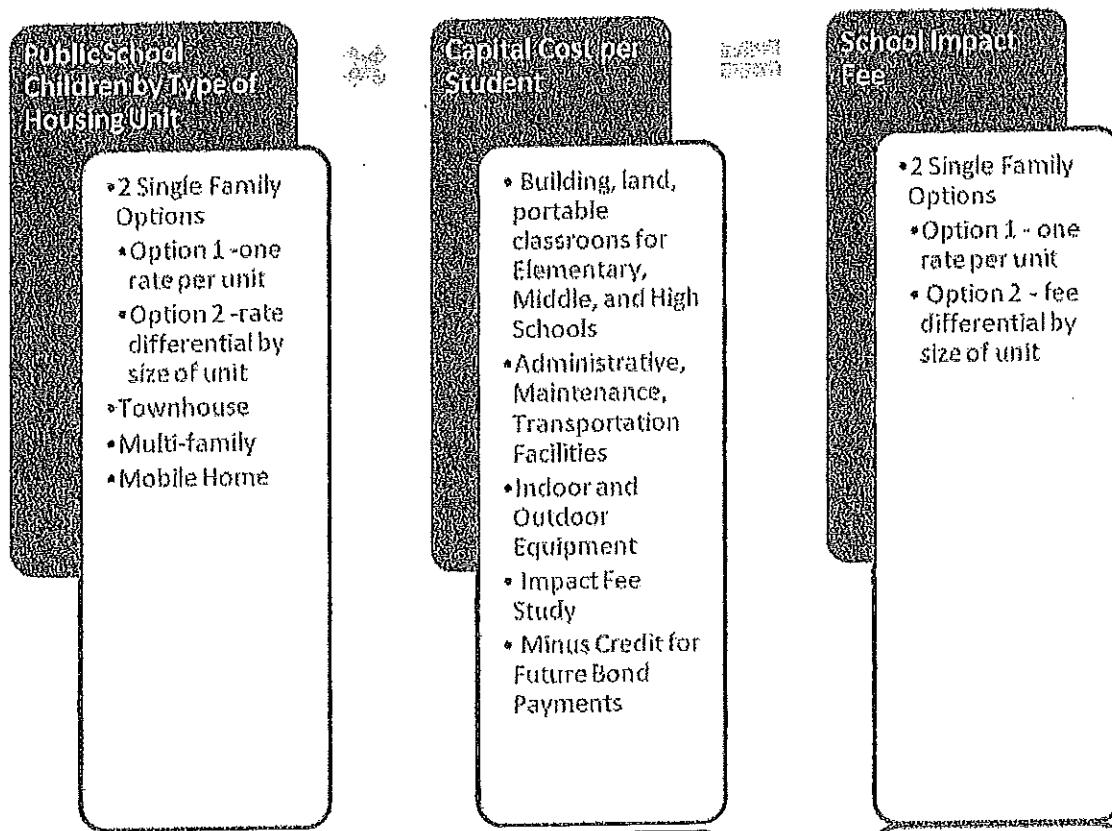 Public School
Children by Type of
Housing Unit
• 2 Single Family
Options
• Option 1 - one
rate per unit
• Option 2 - rate
differential by
size of unit
• Townhouse
• Multi-family
• Mobile Home
×
Capital Cost per
Student
• Building, land,
portable
classroons for
Elementary,
Middle, and High
Schools
• Administrative,
Maintenance,
Transportation
Facilities
• Indoor and
Outdoor
Equipment
• Impact Fee
Study
• Minus Credit for
Future Bond
Payments
=
School Impact
Fee
• 2 Single Family
Options
• Option 1 - one
rate per unit
• Option 2 - fee
differential by
size of unit